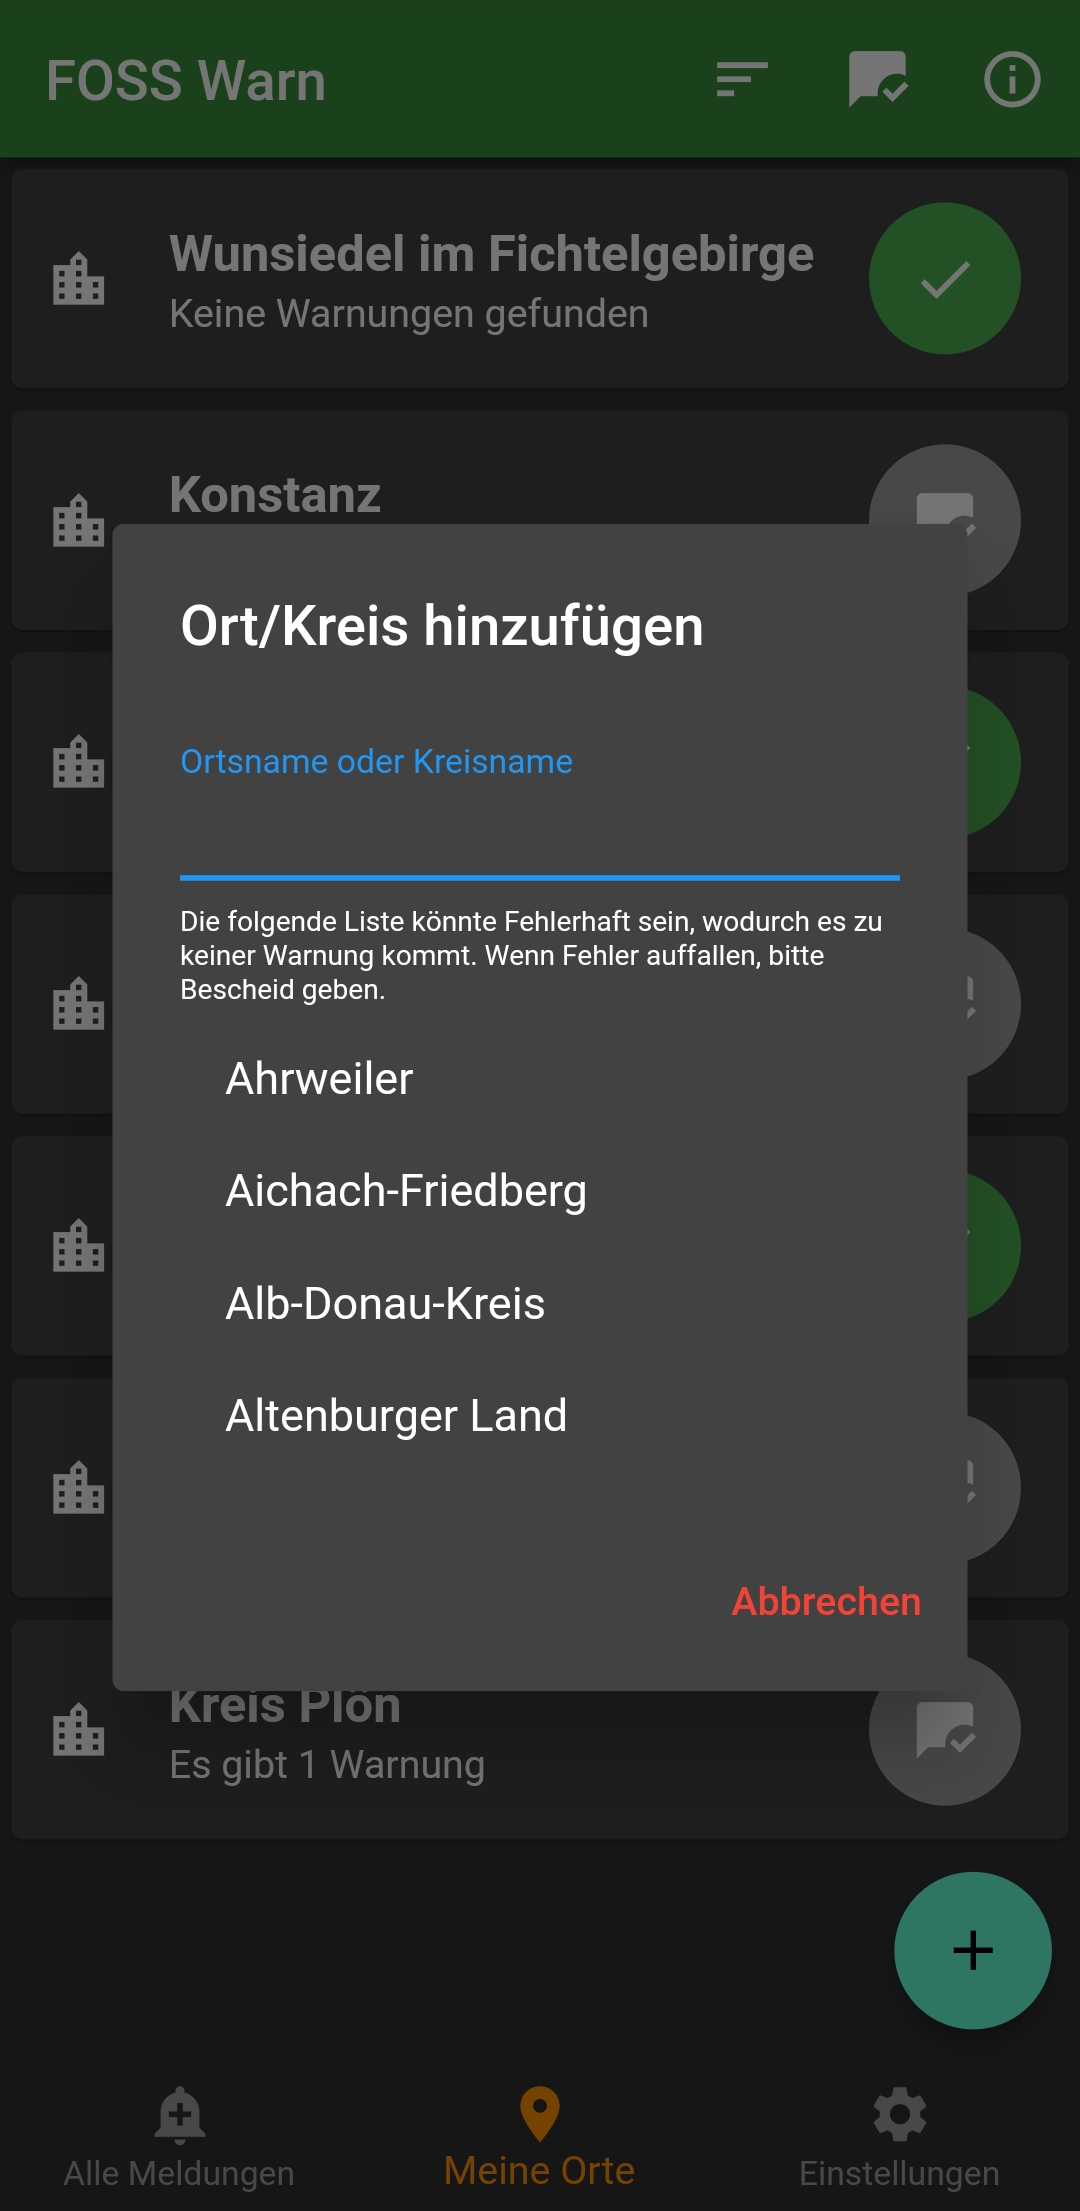 FOSS Warn
Wunsiedel im Fichtelgebirge
Keine Warnungen gefunden
Konstanz
Ort/Kreis hinzufügen
Ortsname oder Kreisname
Die folgende Liste könnte Fehlerhaft sein, wodurch es zu
keiner Warnung kommt. Wenn Fehler auffallen, bitte
Bescheid geben.
Ahrweiler
Aichach-Friedberg
Alb-Donau-Kreis
Altenburger Land
Abbrechen
Kreis Plön
Es gibt 1 Warnung
Alle Meldungen
Meine Orte
Einstellungen